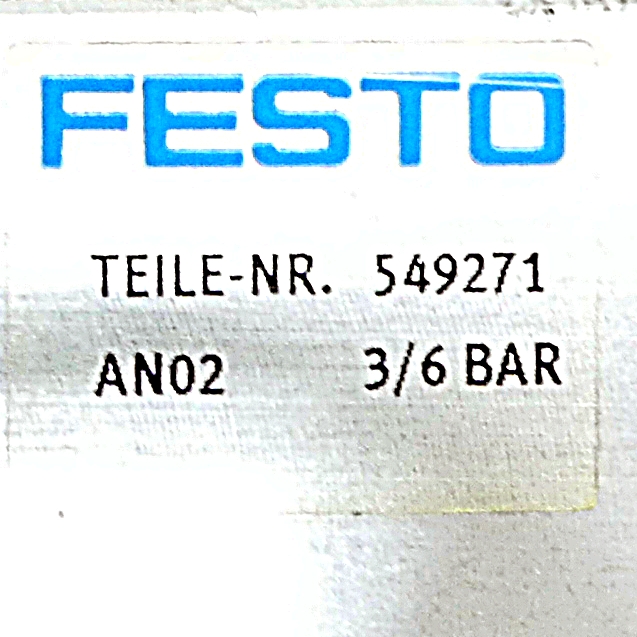 FESTO
TEILE-NR. 549271
AN02 3/6 BAR